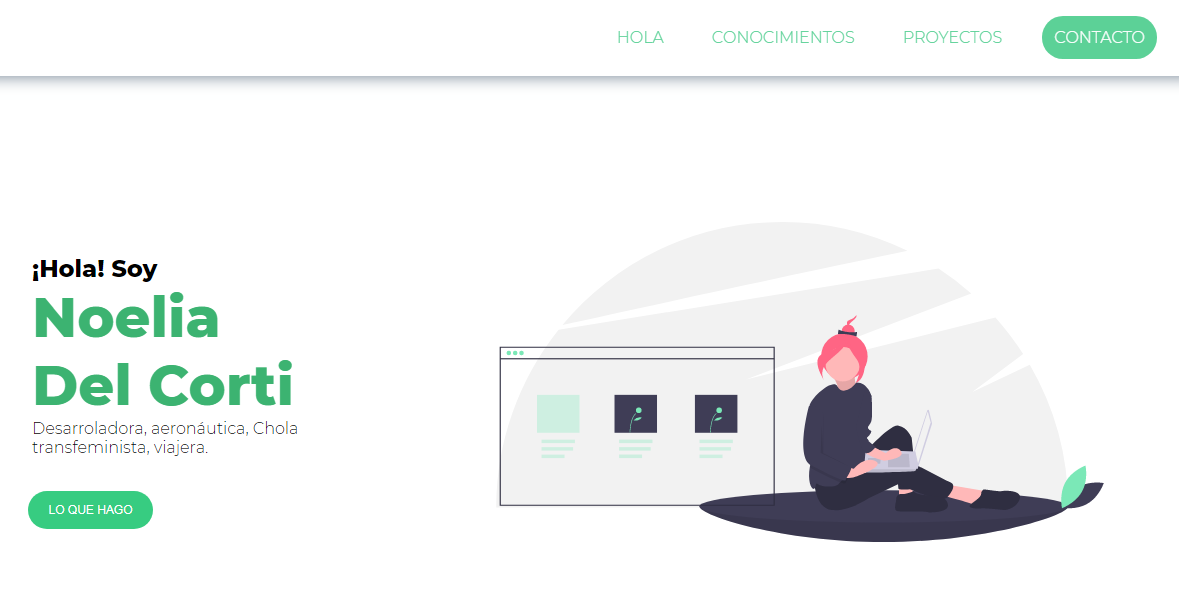 HOLA CONOCIMIENTOS PROYECTOS CONTACTO
¡Hola! Soy
Noelia
Del Corti
Desarroladora, aeronáutica, Chola
transfeminista, viajera.
LO QUE HAGO